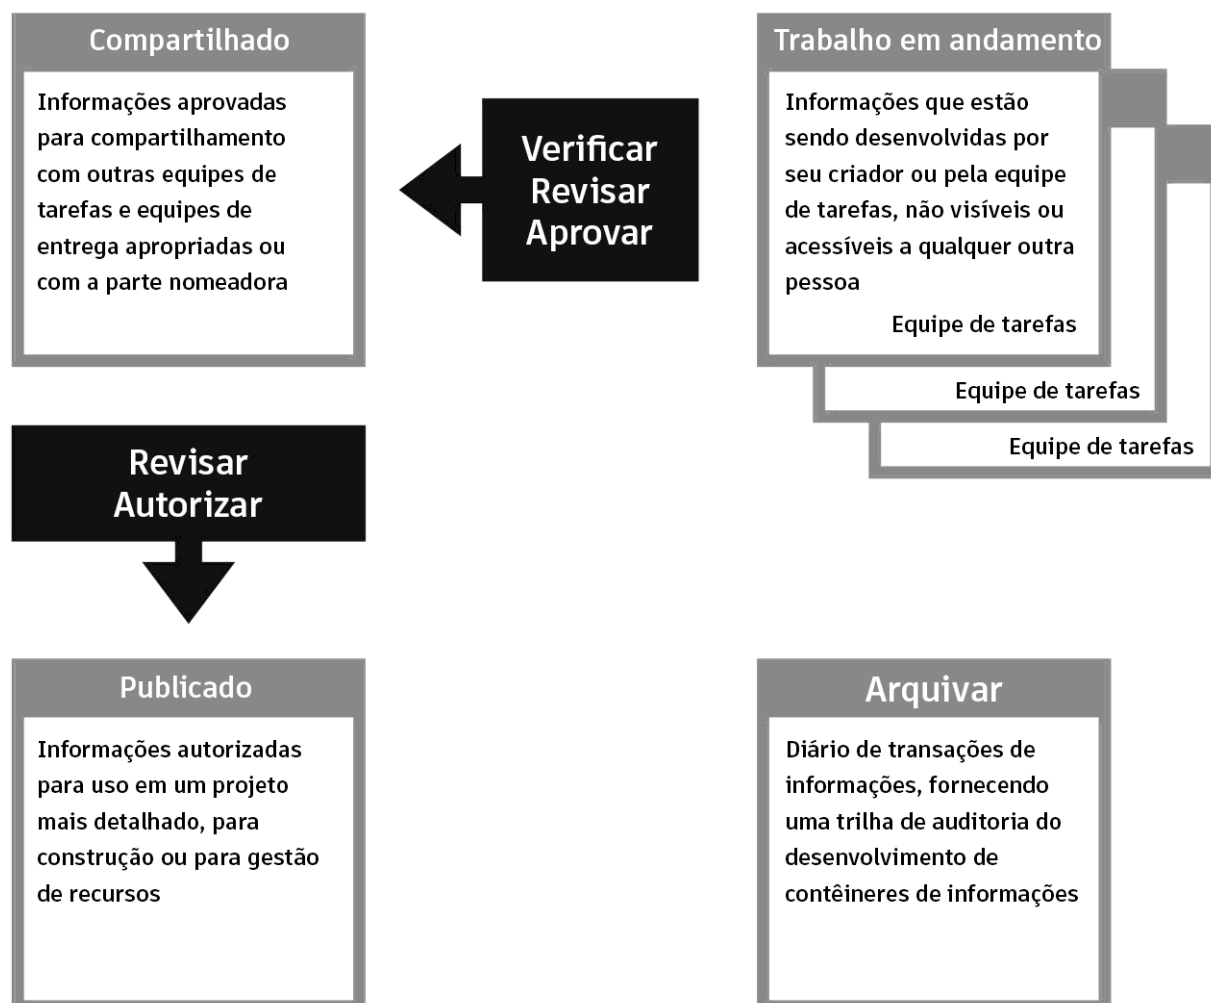 Compartilhado
Informações aprovadas
para compartilhamento
com outras equipes de
tarefas e equipes de
entrega apropriadas ou
com a parte nomeadora
Verificar
Revisar
Aprovar
Trabalho em andamento
Informações que estão
sendo desenvolvidas por
seu criador ou pela equipe
de tarefas, não visíveis ou
acessíveis a qualquer outra
pessoa
Equipe de tarefas
Equipe de tarefas
Equipe de tarefas
Revisar
Autorizar
Publicado
Informações autorizadas
para uso em um projeto
mais detalhado, para
construção ou para gestão
de recursos
Arquivar
Diário de transações de
informações, fornecendo
uma trilha de auditoria do
desenvolvimento de
contêineres de informações